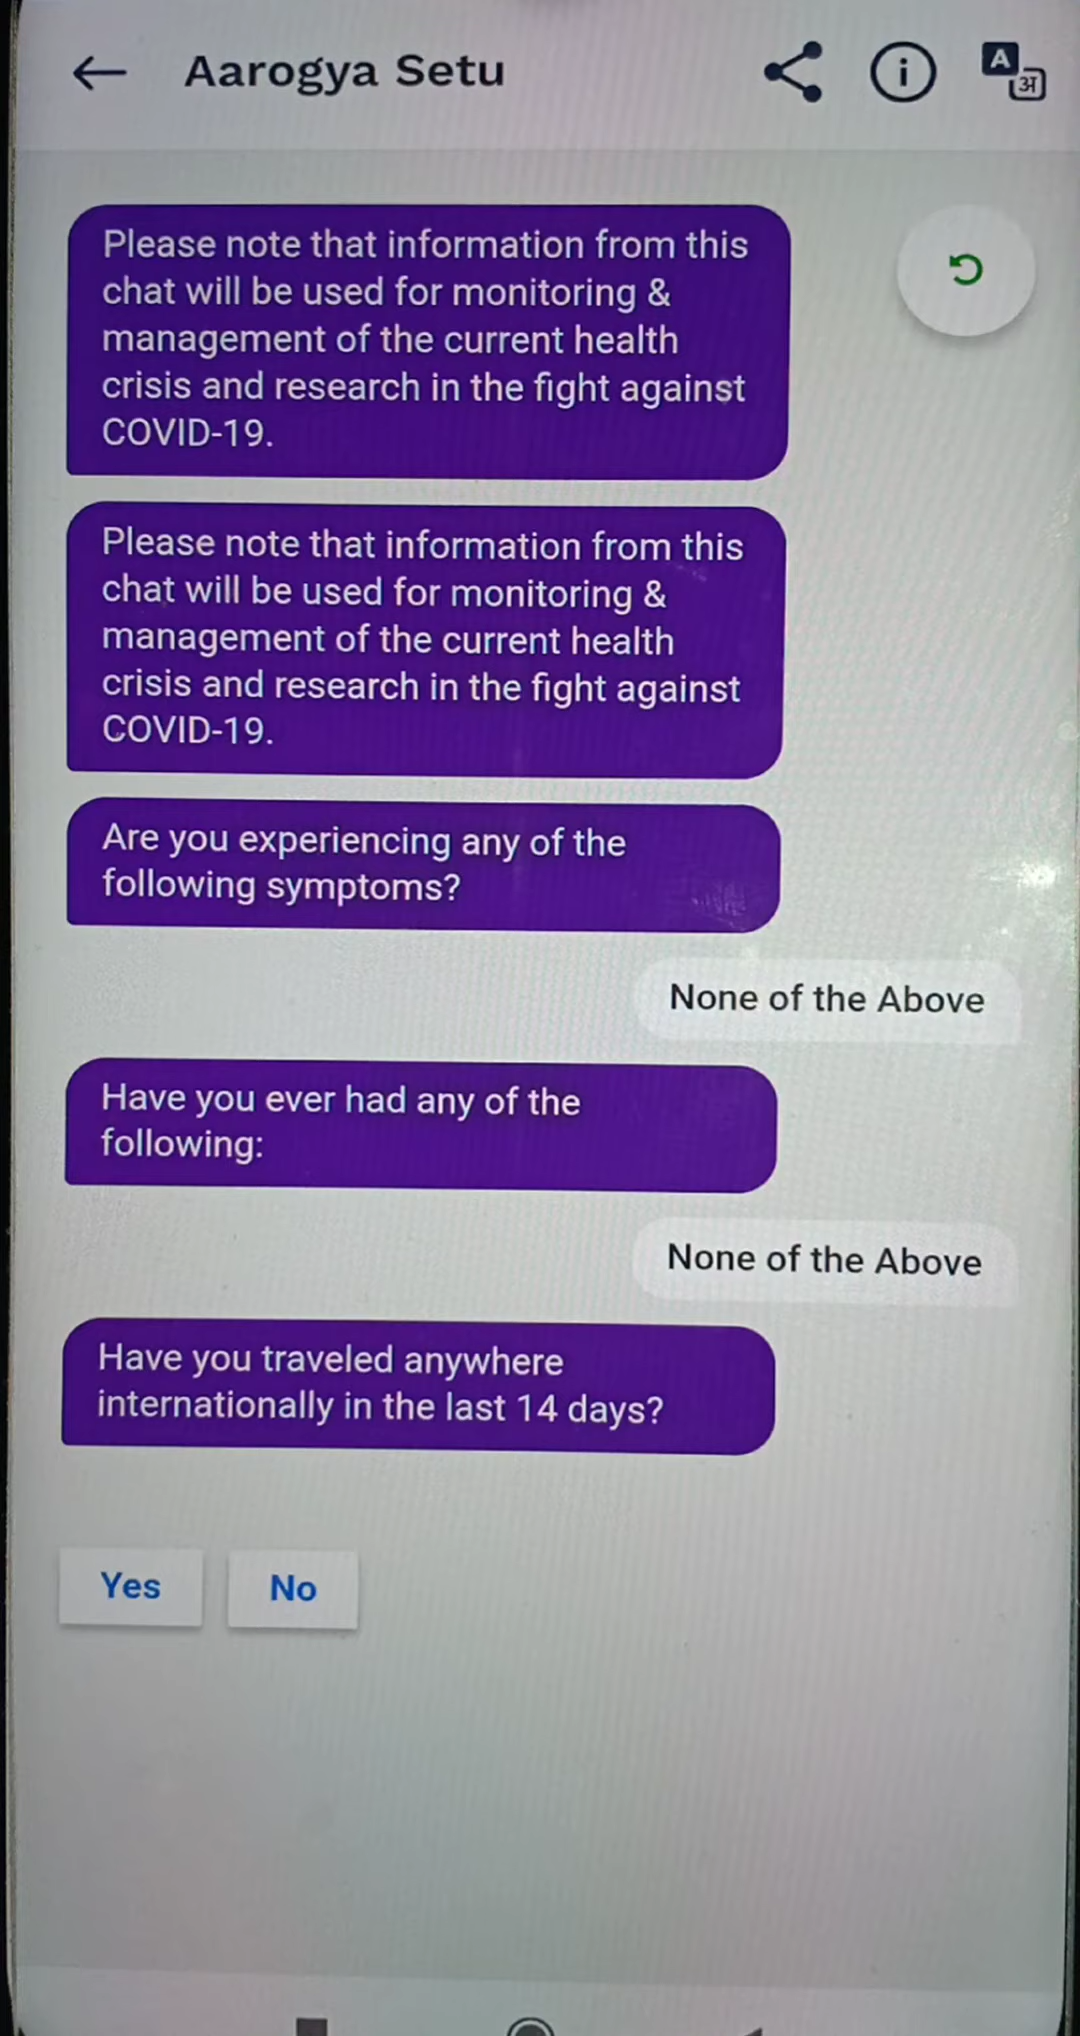 Aarogya Setu
A
अ
Please note that information from this
chat will be used for monitoring &
management of the current health
crisis and research in the fight against
COVID-19.
Please note that information from this
chat will be used for monitoring &
management of the current health
crisis and research in the fight against
COVID-19.
Are you experiencing any of the
following symptoms?
None of the Above
Have you ever had any of the
following:
None of the Above
Have you traveled anywhere
internationally in the last 14 days?
Yes No